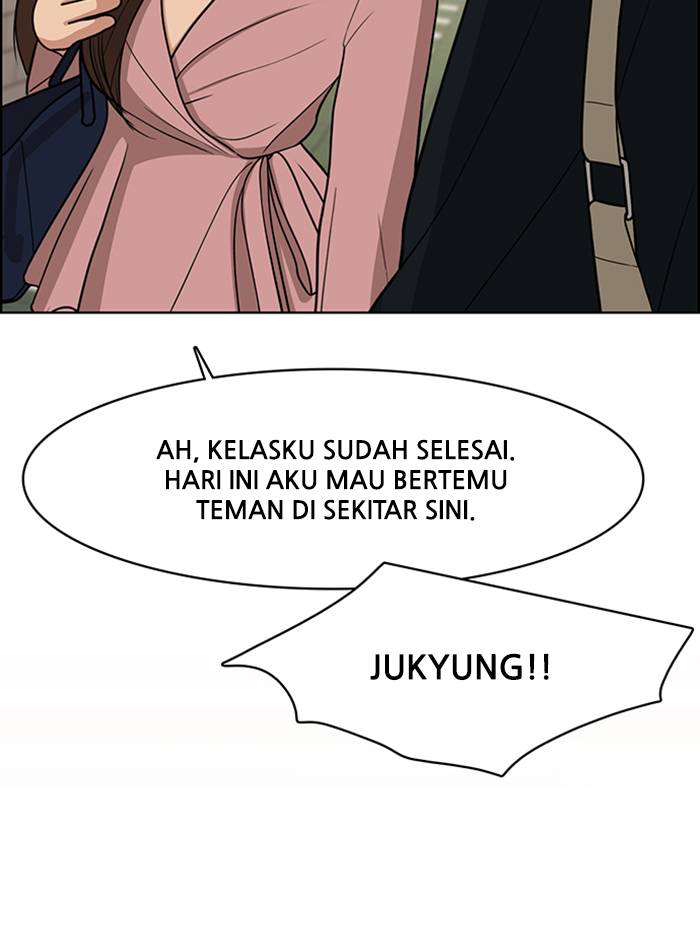 AH, KELASKU SUDAH SELESAI.
HARI INI AKU MAU BERTEMU
TEMAN DI SEKITAR SINI.
JUKYUNG!!